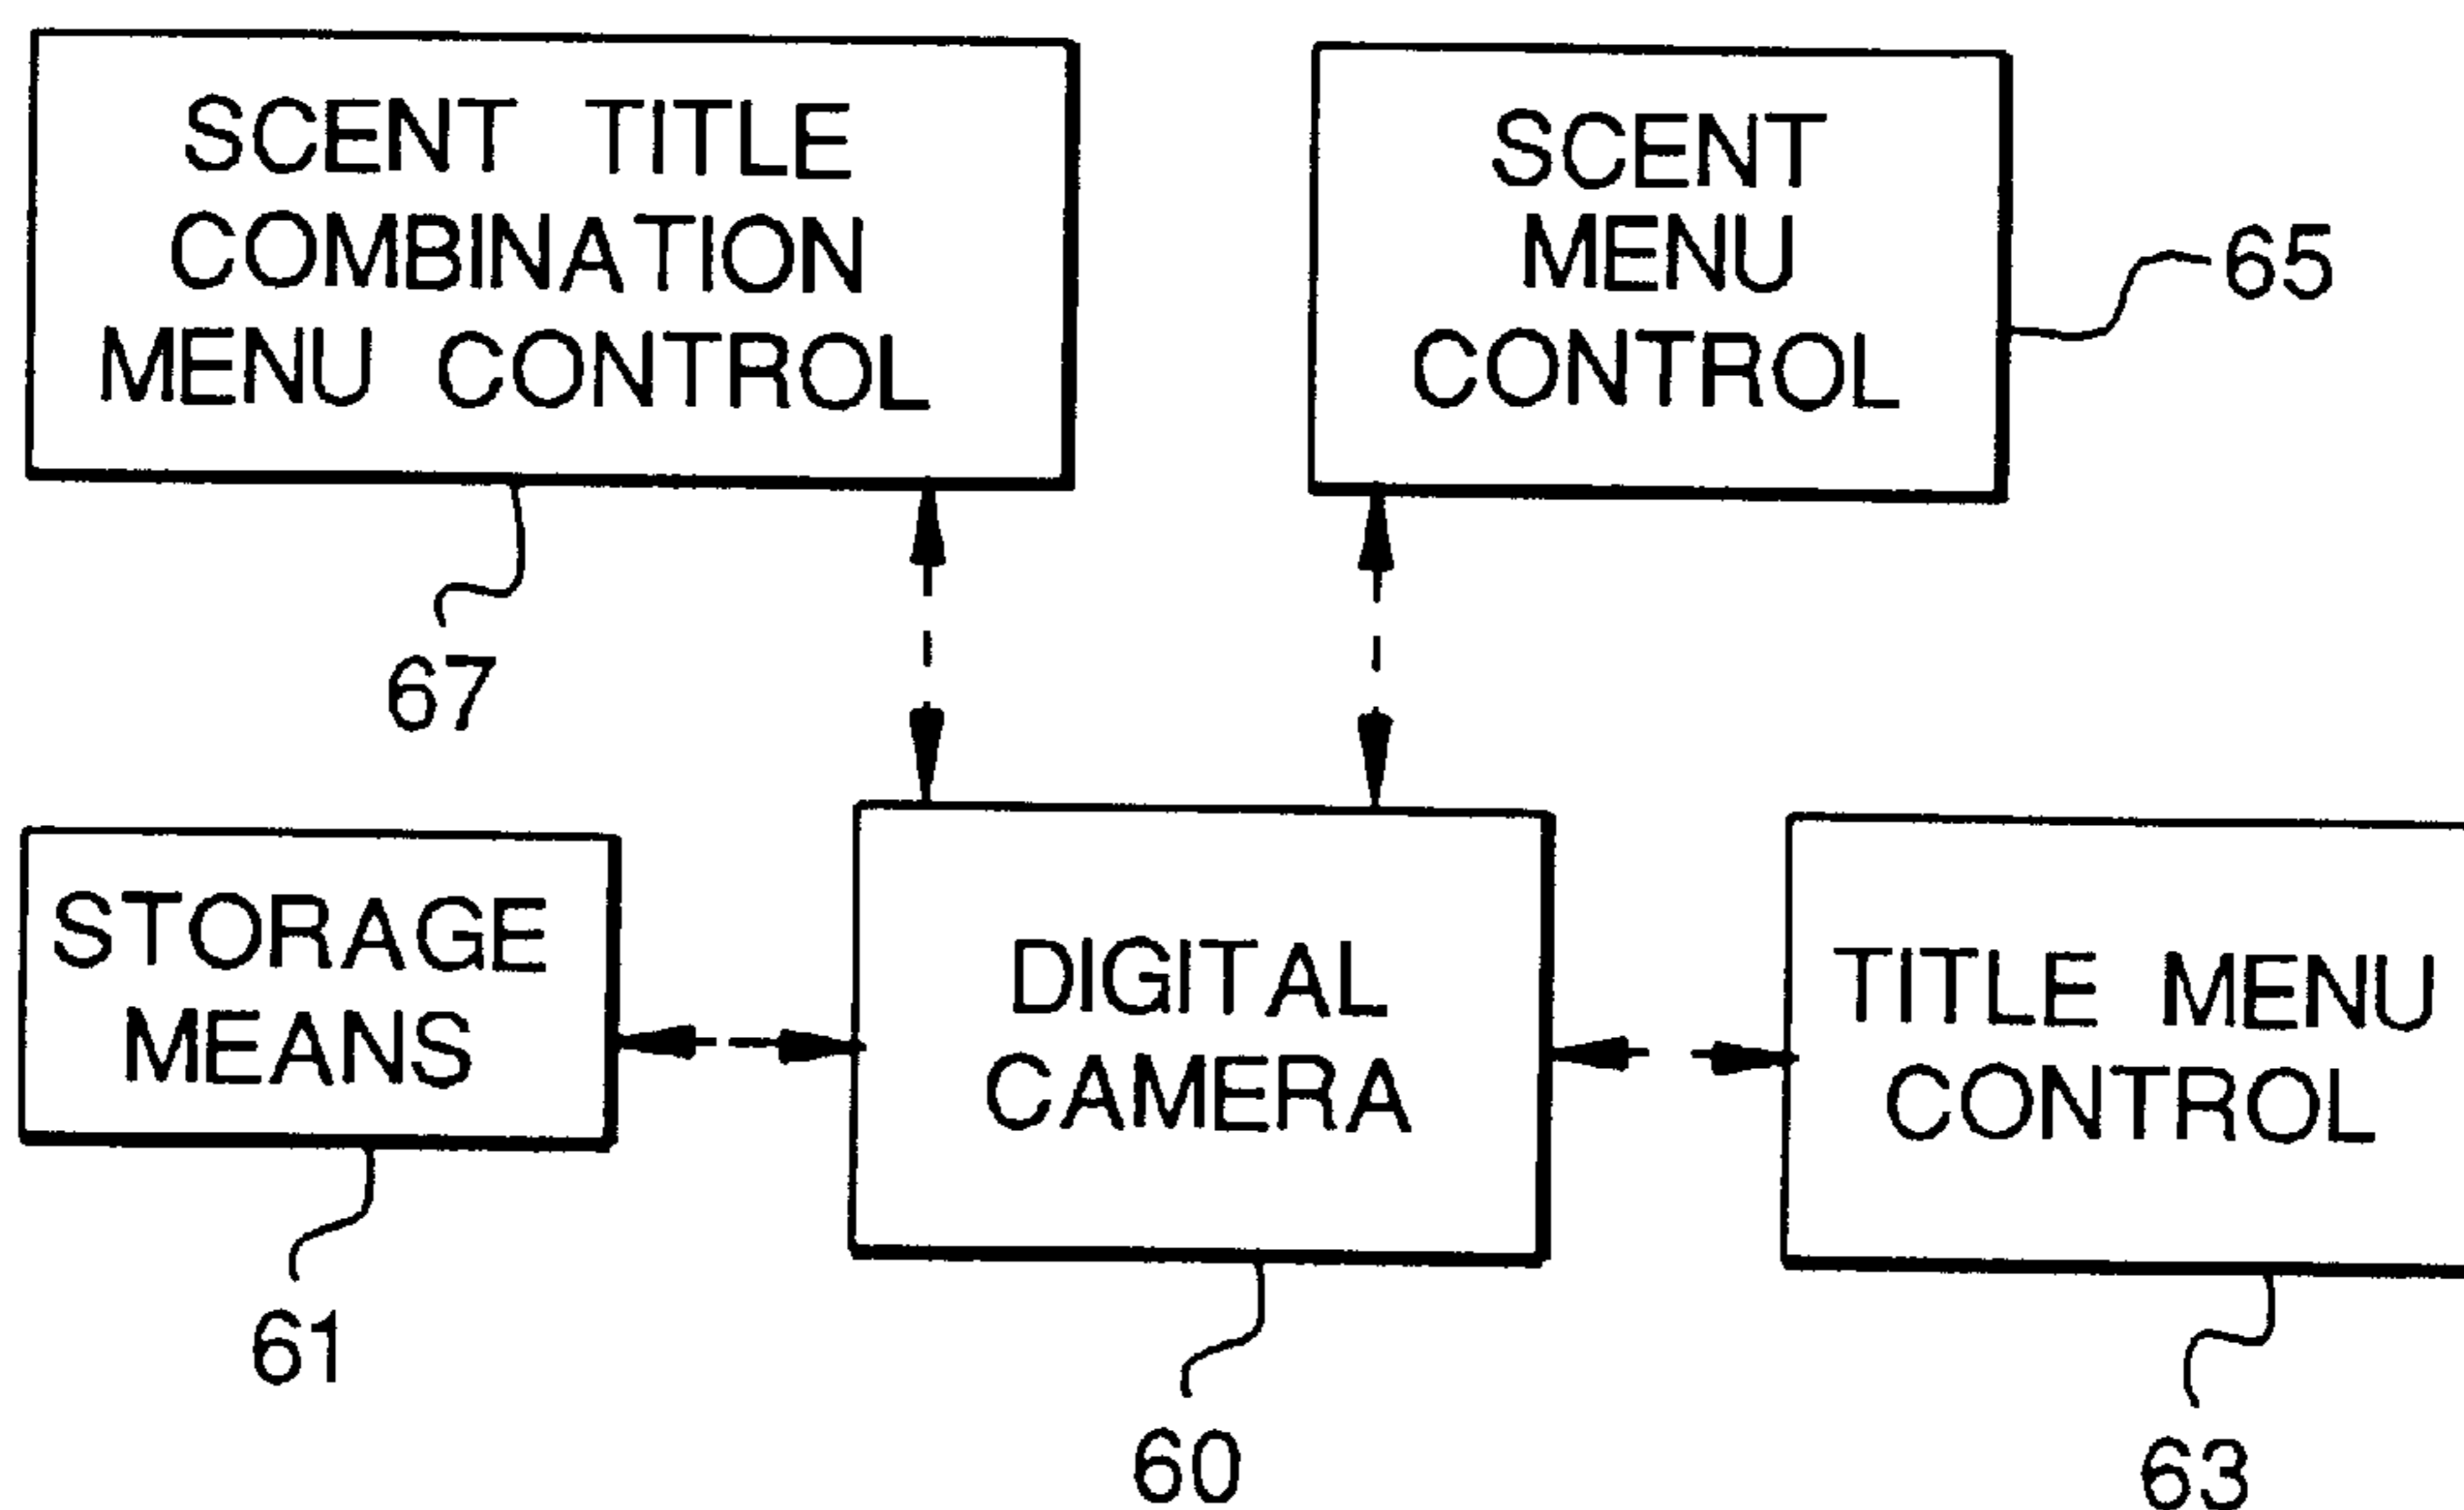 SCENT TITLE
COMBINATION
MENU CONTROL
SCENT
MENU
CONTROL
65
67
STORAGE
MEANS
DIGITAL
CAMERA
TITLE MENU
CONTROL
61
60
63